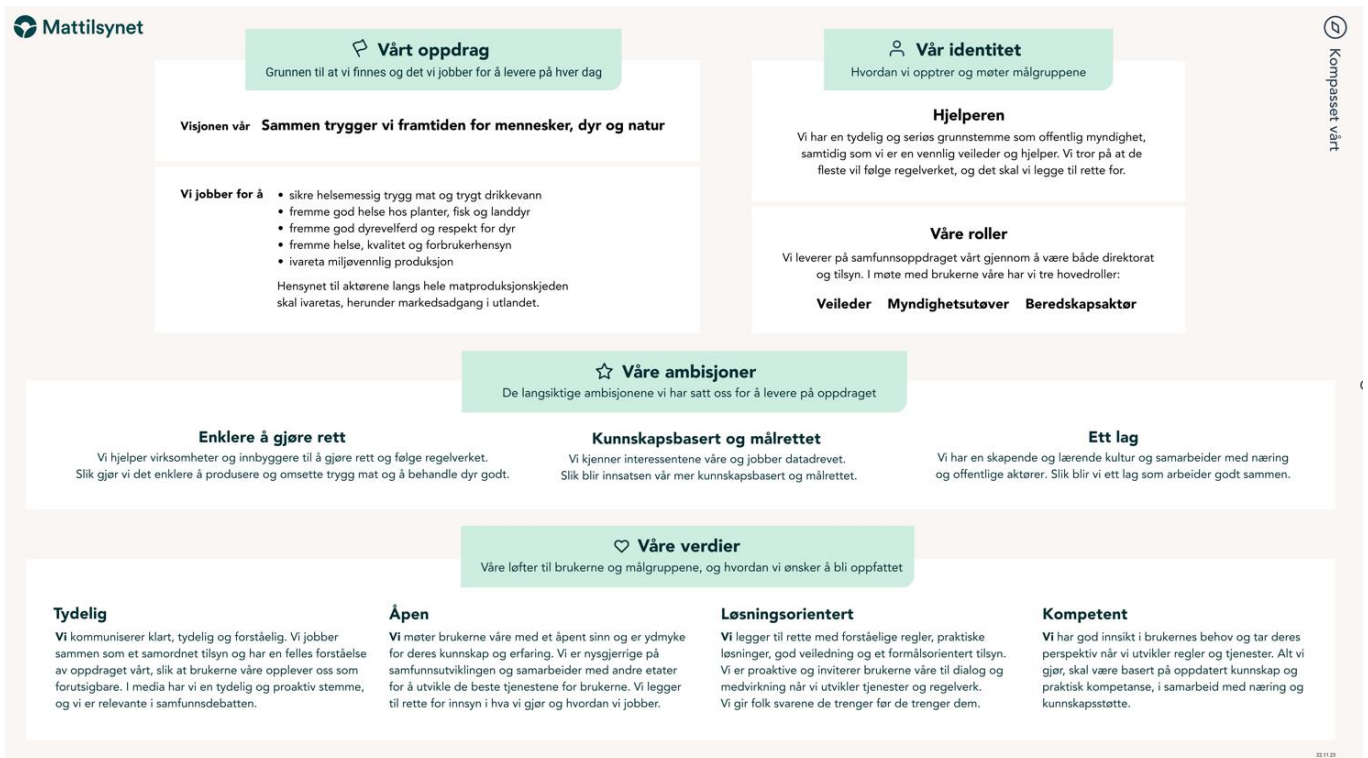 Mattilsynet
Kompasset vårt
Vårt oppdrag
Grunnen til at vi finnes og det vi jobber for å levere på hver dag
Visjonen vår Sammen trygger vi framtiden for mennesker, dyr og natur
Vi jobber for å
• sikre helsemessig trygg mat og trygt drikkevann
• fremme god helse hos planter, fisk og landdyr
• fremme god dyrevelferd og respekt for dyr
• fremme helse, kvalitet og forbrukerhensyn
• ivareta miljøvennlig produksjon
Hensynet til aktørene langs hele matproduksjonskjeden
skal ivaretas, herunder markedsadgang i utlandet.
Vår identitet
Hvordan vi opptrer og møter målgruppene
Hjelperen
Vi har en tydelig og seriøs grunnstemme som offentlig myndighet,
samtidig som vi er en vennlig veileder og hjelper. Vi tror på at de
fleste vil følge regelverket, og det skal vi legge til rette for.
Våre roller
Vi leverer på samfunnsoppdraget vårt gjennom å være både direktorat
og tilsyn. I møte med brukerne våre har vi tre hovedroller:
Veileder Myndighetsutøver Beredskapsaktør
Våre ambisjoner
De langsiktige ambisjonene vi har satt oss for å levere på oppdraget
Enklere å gjøre rett
Vi hjelper virksomheter og innbyggere til å gjøre rett og følge regelverket.
Slik gjør vi det enklere å produsere og omsette trygg mat og å behandle dyr godt.
Kunnskapsbasert og målrettet
Vi kjenner interessentene våre og jobber datadrevet.
Slik blir innsatsen vår mer kunnskapsbasert og målrettet.
Ett lag
Vi har en skapende og lærende kultur og samarbeider med næring
og offentlige aktører. Slik blir vi ett lag som arbeider godt sammen.
Våre verdier
Våre løfter til brukerne og målgruppene, og hvordan vi ønsker å bli oppfattet
Tydelig
Vi kommuniserer klart, tydelig og forståelig. Vi jobber
sammen som et samordnet tilsyn og har en felles forståelse
av oppdraget vårt, slik at brukerne våre opplever oss som
forutsigbare. I media har vi en tydelig og proaktiv stemme,
og vi er relevante i samfunnsdebatten.
Åpen
Vi møter brukerne våre med et åpent sinn og er ydmyke
for deres kunnskap og erfaring. Vi er nysgjerrige på
samfunnsutviklingen og samarbeider med andre etater
for å utvikle de beste tjenestene for brukerne. Vi legger
til rette for innsyn i hva vi gjør og hvordan vi jobber.
Løsningsorientert
Vi legger til rette med forståelige regler, praktiske
løsninger, god veiledning og et formålsorientert tilsyn.
Vi er proaktive og inviterer brukerne våre til dialog og
medvirkning når vi utvikler tjenester og regelverk.
Vi gir folk svarene de trenger før de trenger dem.
Kompetent
Vi har god innsikt i brukernes behov og tar deres
perspektiv når vi utvikler regler og tjenester. Alt vi
gjør, skal være basert på oppdatert kunnskap og
praktisk kompetanse, i samarbeid med næring og
kunnskapsstøtte.
22.11.23